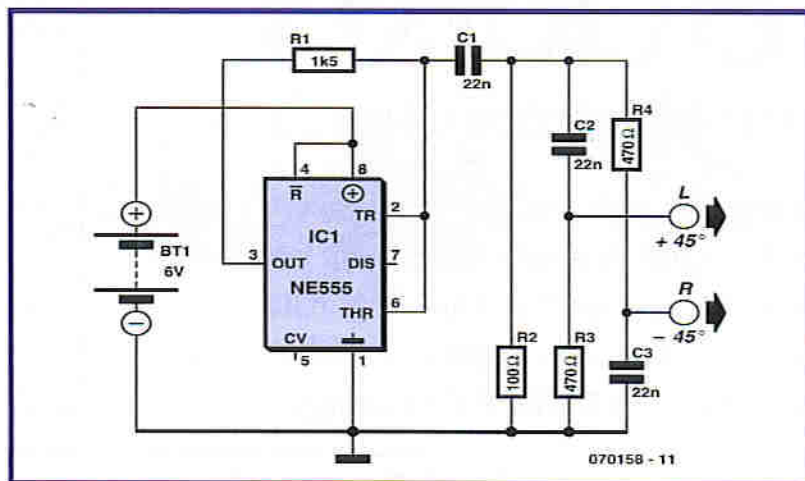 R1
1k5
C1
22n
C2
22n
R4
470Ω
4
8
R
TR
2
IC1
3
OUT
DIS
7
NE555
THR
6
CV
5
1
BT1
6V
L
+ 45°
R
– 45°
R2
100Ω
R3
470Ω
C3
22n
070158 - 11